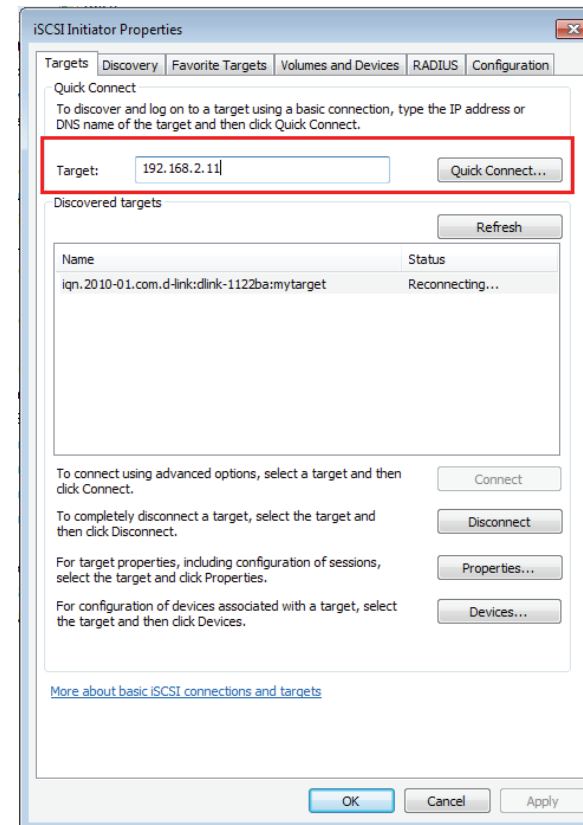 iSCSI Initiator Properties
Targets Discovery Favorite Targets Volumes and Devices RADIUS Configuration
Quick Connect
To discover and log on to a target using a basic connection, type the IP address or
DNS name of the target and then click Quick Connect.
Target: 192.168.2.11 Quick Connect...
Discovered targets
Refresh
Name Status
iqn.2010-01.com.d-link:dlink-1122ba:mytarget Reconnecting...
To connect using advanced options, select a target and then
click Connect.
Connect
To completely disconnect a target, select the target and
then click Disconnect.
Disconnect
For target properties, including configuration of sessions,
select the target and click Properties.
Properties...
For configuration of devices associated with a target, select
the target and then click Devices.
Devices...
More about basic iSCSI connections and targets
OK Cancel Apply